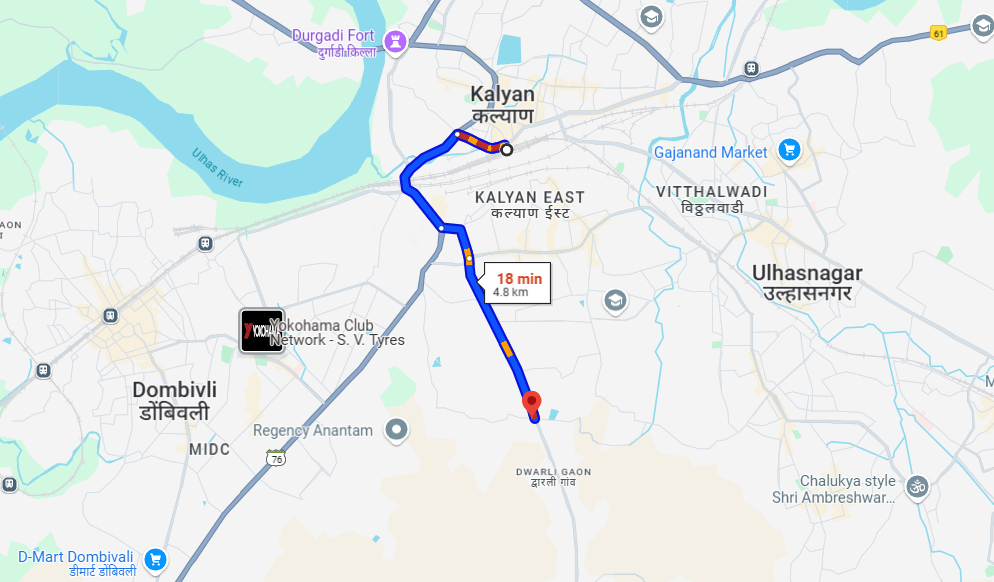 Durgadi Fort
दुर्गाडी किल्ला
61
Kalyan
कल्याण
Gajanand Market
Ulhas River
KALYAN EAST
कल्याण ईस्ट
VITTHALWADI
विठ्ठलवाडी
AON
18 min
4.8 km
Ulhasnagar
उल्हासनगर
YOKOHAMA
Yokohama Club
Network - S. V. Tyres
Dombivli
डोंबिवली
Regency Anantam
MIDC
76
DWARLI GAON
द्वारली गांव
Chalukya style
Shri Ambreshwar...
D-Mart Dombivali
डीमार्ट डोंबिवली